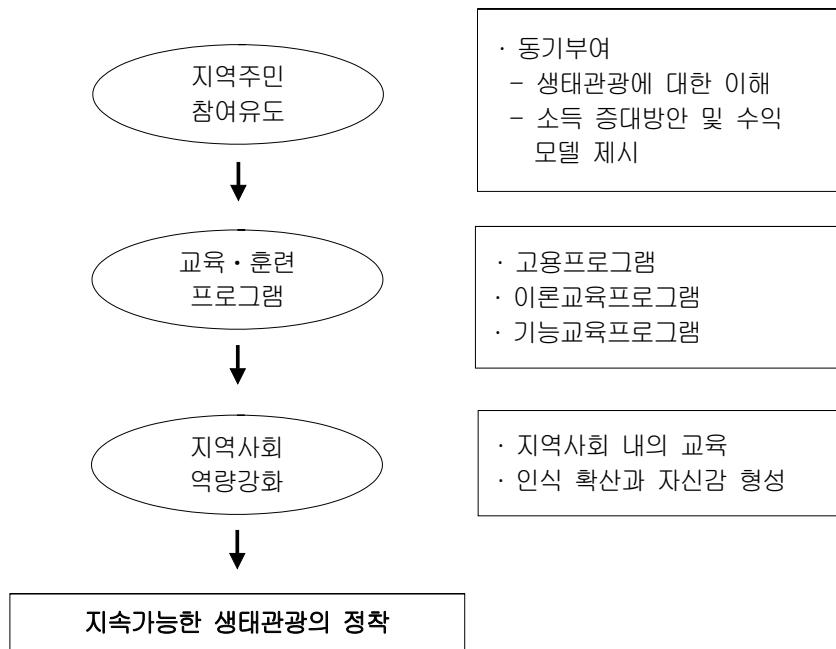 지역주민
참여유도
· 동기부여
- 생태관광에 대한 이해
- 소득 증대방안 및 수익
모델 제시
교육·훈련
프로그램
· 고용프로그램
· 이론교육프로그램
· 기능교육프로그램
지역사회
역량강화
· 지역사회 내의 교육
· 인식 확산과 자신감 형성
지속가능한 생태관광의 정착